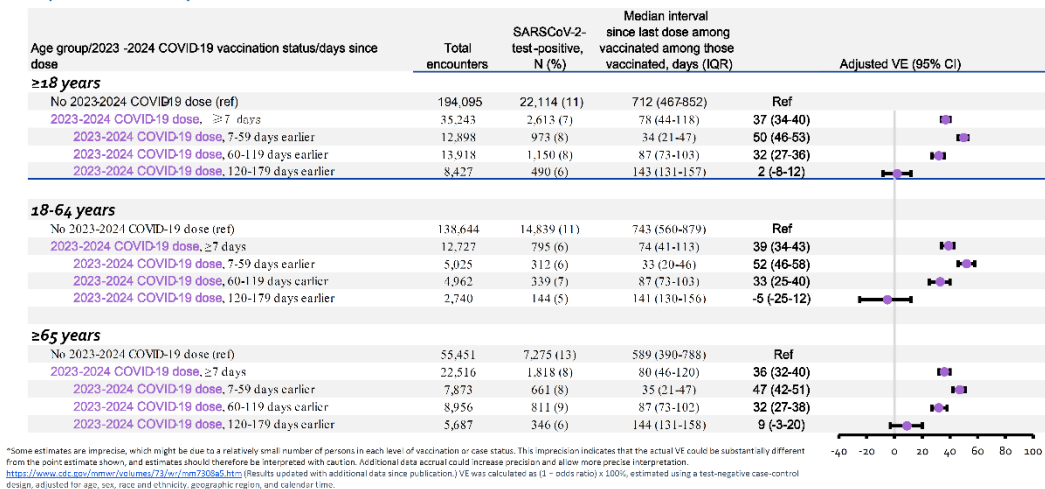 Age group/2023 -2024 COVID-19 vaccination status/days since dose | Total encounters | SARSCoV-2-test-positive, N (%) | Median interval since last dose among vaccinated among those vaccinated, days (IQR) | Adjusted VE (95% CI)
≥18 years
No 2023-2024 COVID-19 dose (ref) 194,095 22,114 (11) 712 (467-852) Ref
2023-2024 COVID-19 dose, ≥7 days 35,243 2,613 (7) 78 (44-118) 37 (34-40)
2023-2024 COVID-19 dose, 7-59 days earlier 12,898 973 (8) 34 (21-47) 50 (46-53)
2023-2024 COVID-19 dose, 60-119 days earlier 13,918 1,150 (8) 87 (73-103) 32 (27-36)
2023-2024 COVID-19 dose, 120-179 days earlier 8,427 490 (6) 143 (131-157) 2 (-8-12)
18-64 years
No 2023-2024 COVID-19 dose (ref) 138,644 14,839 (11) 743 (560-879) Ref
2023-2024 COVID-19 dose, ≥7 days 12,727 795 (6) 74 (41-113) 39 (34-43)
2023-2024 COVID-19 dose, 7-59 days earlier 5,025 312 (6) 33 (20-46) 52 (46-58)
2023-2024 COVID-19 dose, 60-119 days earlier 4,962 339 (7) 87 (73-103) 33 (25-40)
2023-2024 COVID-19 dose, 120-179 days earlier 2,740 144 (5) 141 (130-156) -5 (-25-12)
≥65 years
No 2023-2024 COVID-19 dose (ref) 55,451 7,275 (13) 589 (390-788) Ref
2023-2024 COVID-19 dose, ≥7 days 22,516 1,818 (8) 80 (46-120) 36 (32-40)
2023-2024 COVID-19 dose, 7-59 days earlier 7,873 661 (8) 35 (21-47) 47 (42-51)
2023-2024 COVID-19 dose, 60-119 days earlier 8,956 811 (9) 87 (73-102) 32 (27-38)
2023-2024 COVID-19 dose, 120-179 days earlier 5,687 346 (6) 144 (131-158) 9 (-3-20)
-40 -20 0 20 40 60 80 100
*Some estimates are imprecise, which might be due to a relatively small number of persons in each level of vaccination or case status. This imprecision indicates that the actual VE could be substantially different
from the point estimate shown, and estimates should therefore be interpreted with caution. Additional data accrual could increase precision and allow more precise interpretation.
https://www.cdc.gov/mmwr/volumes/73/wr/mm7308a5.htm (Results updated with additional data since publication.) VE was calculated as (1 – odds ratio) x 100%, estimated using a test-negative case-control
design, adjusted for age, sex, race and ethnicity, geographic region, and calendar time.